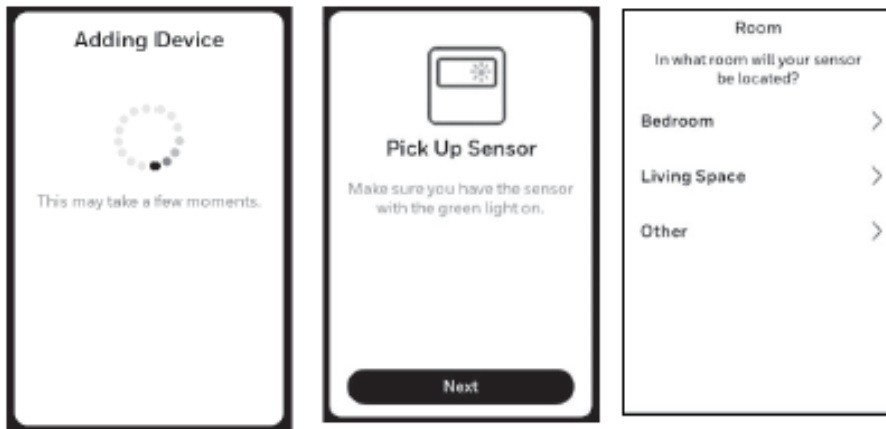 Adding Device
This may take a few moments.
Pick Up Sensor
Make sure you have the sensor
with the green light on.
Next
Room
In what room will your sensor
be located?
Bedroom
Living Space
Other